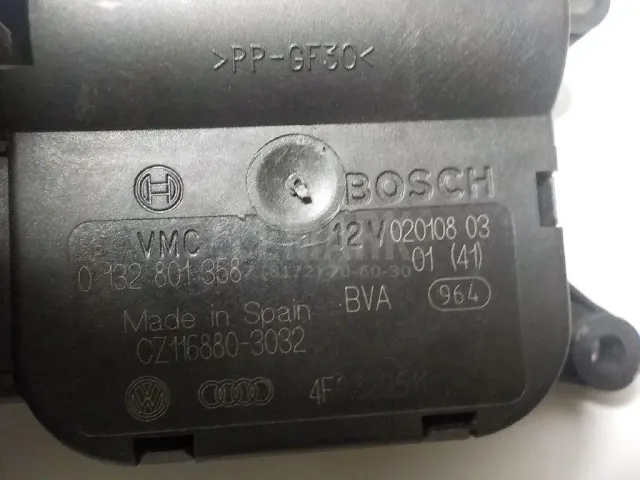 >PP-GF30<
BOSCH
VMC 12V 020108 03
0 132 801 358 01 (41)
BVA 964
Made in Spain
CZ116880-3032